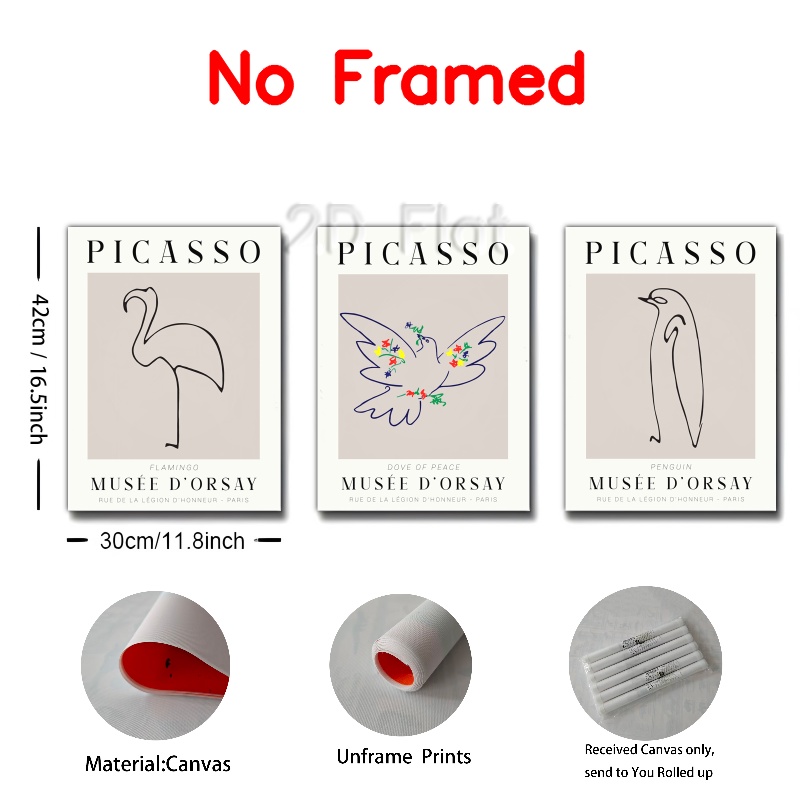 No Framed
2D Flat
PICASSO
FLAMINGO
MUSÉE D'ORSAY
RUE DE LA LÉGION D'HONNEUR - PARIS
PICASSO
DOVE OF PEACE
MUSÉE D'ORSAY
RUE DE LA LÉGION D'HONNEUR - PARIS
PICASSO
PENGUIN
MUSÉE D'ORSAY
RUE DE LA LÉGION D'HONNEUR - PARIS
42cm / 16.5inch
30cm/11.8inch
Material:Canvas
Unframe Prints
Received Canvas only,
send to You Rolled up